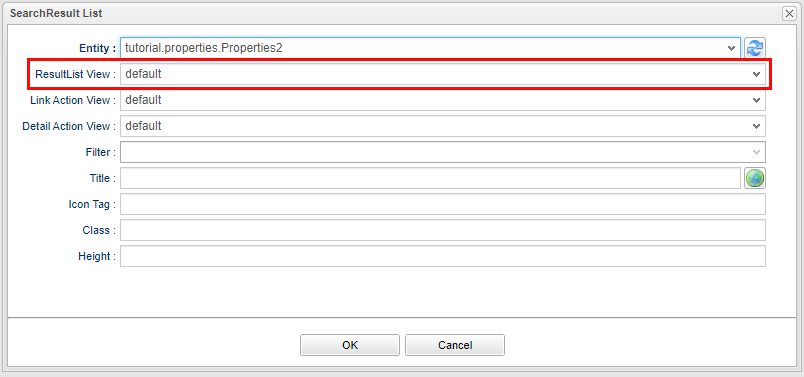 SearchResult List
Entity : tutorial.properties.Properties2
ResultList View : default
Link Action View : default
Detail Action View : default
Filter :
Title :
Icon Tag :
Class :
Height :
OK Cancel